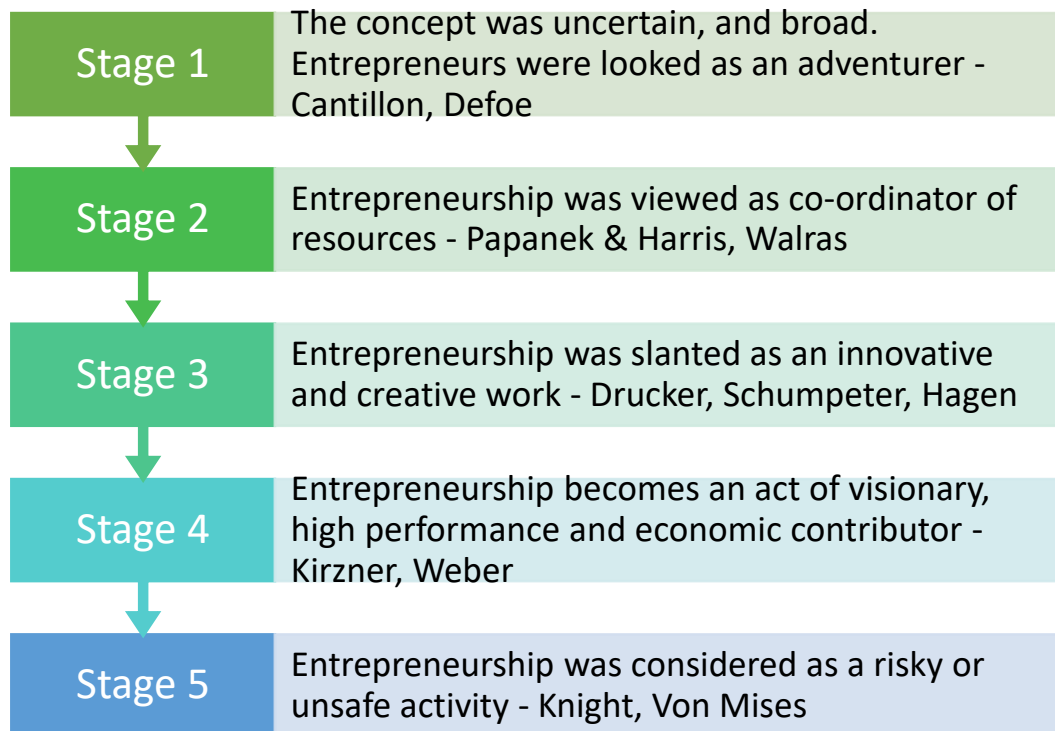 Stage 1
The concept was uncertain, and broad.
Entrepreneurs were looked as an adventurer -
Cantillon, Defoe
Stage 2
Entrepreneurship was viewed as co-ordinator of
resources - Papanek & Harris, Walras
Stage 3
Entrepreneurship was slanted as an innovative
and creative work - Drucker, Schumpeter, Hagen
Stage 4
Entrepreneurship becomes an act of visionary,
high performance and economic contributor -
Kirzner, Weber
Stage 5
Entrepreneurship was considered as a risky or
unsafe activity - Knight, Von Mises